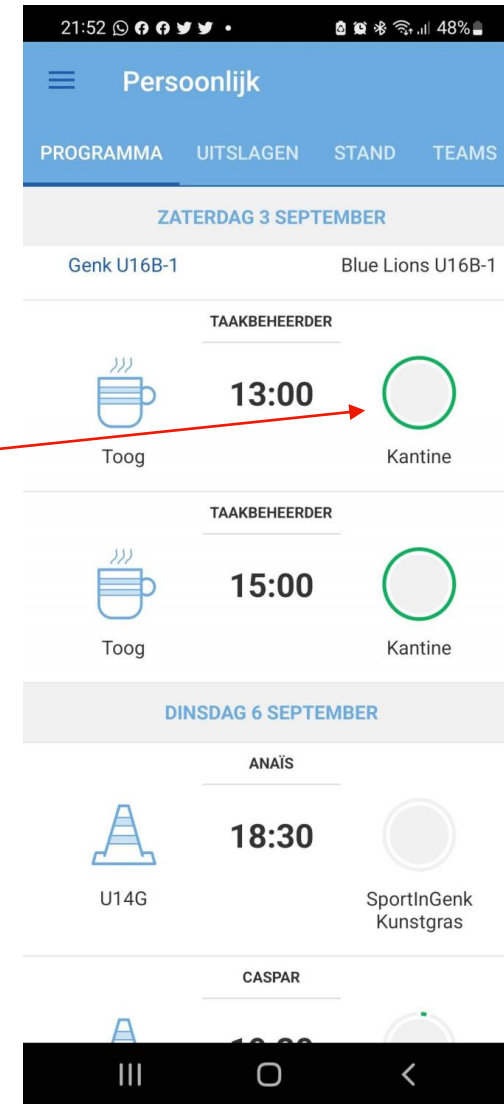 21:52 48%
Persoonlijk
PROGRAMMA UITSLAGEN STAND TEAMS
ZATERDAG 3 SEPTEMBER
Genk U16B-1 Blue Lions U16B-1
TAAKBEHEERDER
13:00
Toog Kantine
TAAKBEHEERDER
15:00
Toog Kantine
DINSDAG 6 SEPTEMBER
ANAÏS
18:30
U14G SportInGenk
Kunstgras
CASPAR